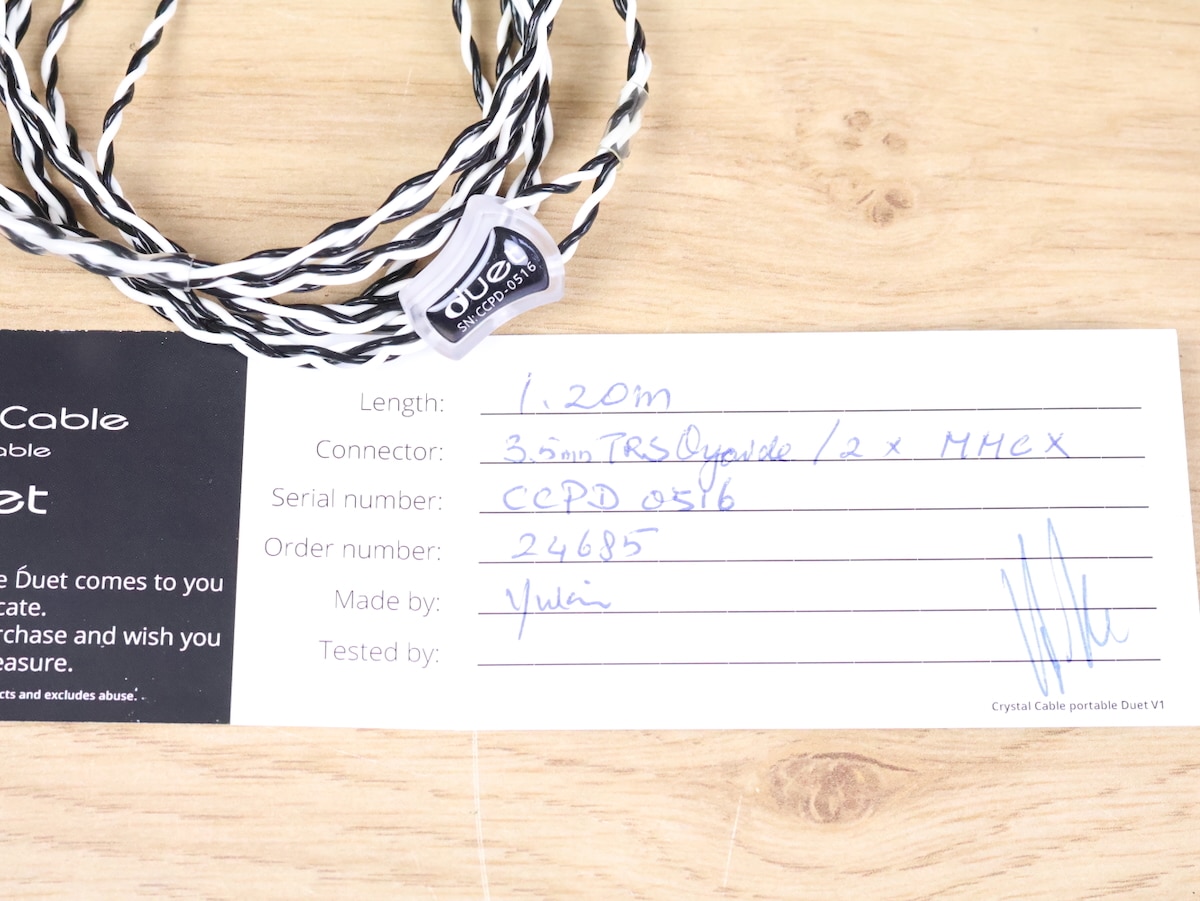 duet
SN: CCPD-0516
Cable
able
et
e Duet comes to you
cate.
rchase and wish you
easure.
cts and excludes abuse.
Length: 1.20m
Connector: 3.5mm TRS Oyaide / 2 x MMCX
Serial number: CCPD 0516
Order number: 24685
Made by:
Tested by:
Crystal Cable portable Duet V1